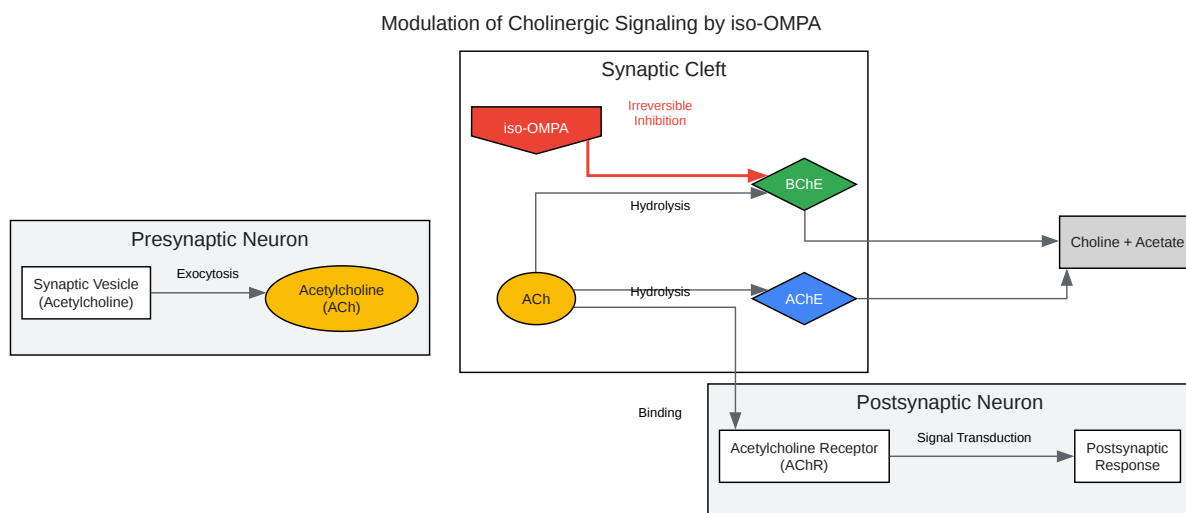 Modulation of Cholinergic Signaling by iso-OMPA
Presynaptic Neuron
Synaptic Vesicle
(Acetylcholine)
Exocytosis
Acetylcholine
(ACh)
Synaptic Cleft
iso-OMPA
Irreversible
Inhibition
BChE
Hydrolysis
ACh
Hydrolysis
AChE
Choline + Acetate
Binding
Postsynaptic Neuron
Acetylcholine Receptor
(AChR)
Signal Transduction
Postsynaptic
Response